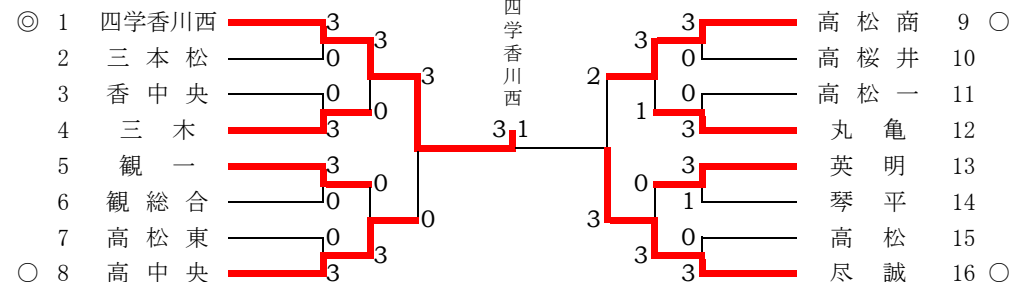 四学香川西
◎ 1 四学香川西 3 3 高松商 9 ○
3 3
2 三本松 0 0 高桜井 10
3 2
3 香中央 0 0 高松一 11
0 1
4 三木 3 3 1 3 丸亀 12
5 観一 3 3 英明 13
0 0
6 観総合 0 1 琴平 14
0 3
7 高松東 0 0 高松 15
3 3
○ 8 高中央 3 3 尽誠 16 ○